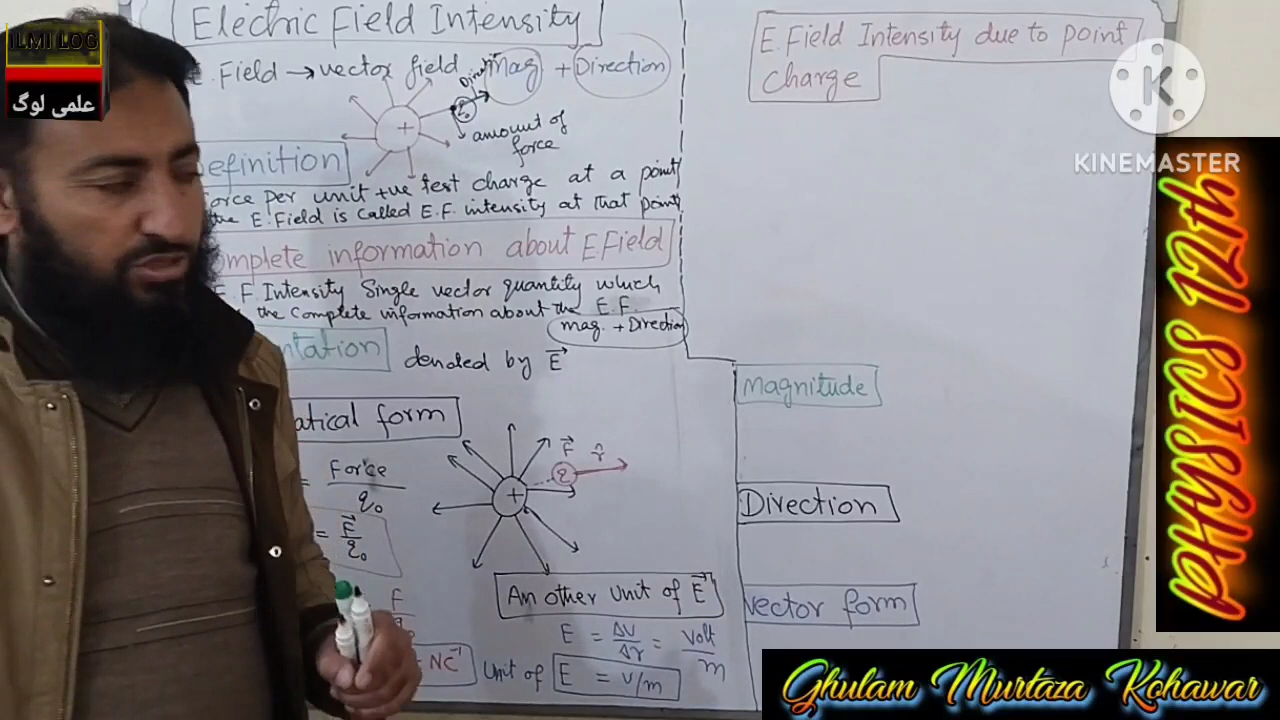 ILMI LOG
علمی لوگ
Electric Field Intensity
E. Field → vector field Mag + Direction
+
amount of
force
Definition
Force per unit +ve test charge at a point
the E. Field is called E.F. intensity at that point
Complete information about E Field
E. F. Intensity Single vector quantity which
the complete information about the E.F.
mag. + Direction
ntation
denoted by E⃗
atical form
= Force
q₀
= F⃗
q₀
+
F⃗ r̂
q
F
An other unit of E⃗
E = ΔV/Δr = Volt/m
= NC⁻¹
Unit of E = V/m
E. Field Intensity due to point
charge
Magnitude
Direction
vector form
K
KINEMASTER
PHYSICS 12th
Ghulam Murtaza Kohawar